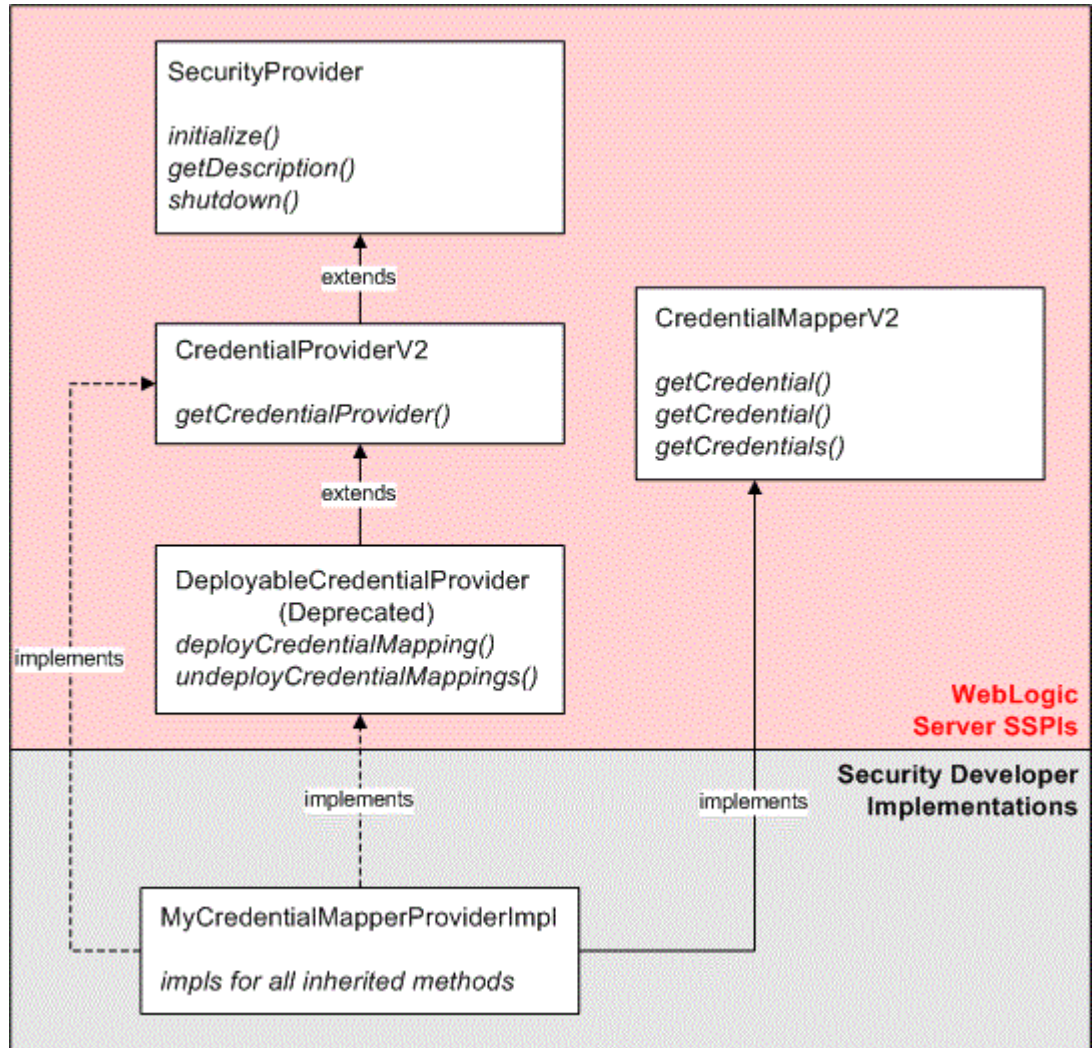 SecurityProvider
initialize()
getDescription()
shutdown()
extends
CredentialProviderV2
getCredentialProvider()
CredentialMapperV2
getCredential()
getCredential()
getCredentials()
extends
DeployableCredentialProvider
(Deprecated)
deployCredentialMapping()
undeployCredentialMappings()
implements
WebLogic
Server SSPIs
Security Developer
Implementations
implements
implements
MyCredentialMapperProviderImpl
impls for all inherited methods